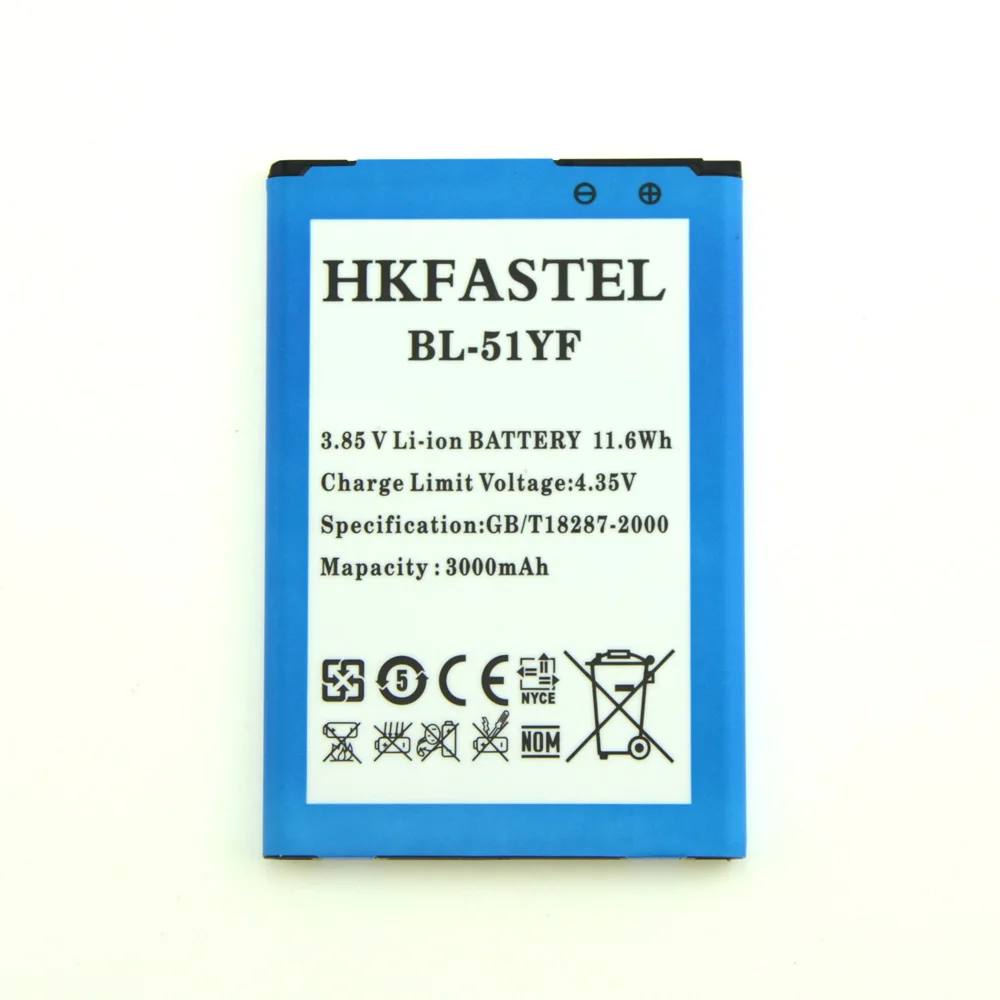 HKFASTEL
BL-51YF
3.85 V Li-ion BATTERY 11.6Wh
Charge Limit Voltage:4.35V
Specification:GB/T18287-2000
Mapacity : 3000mAh
5 CE NYCE
NOM